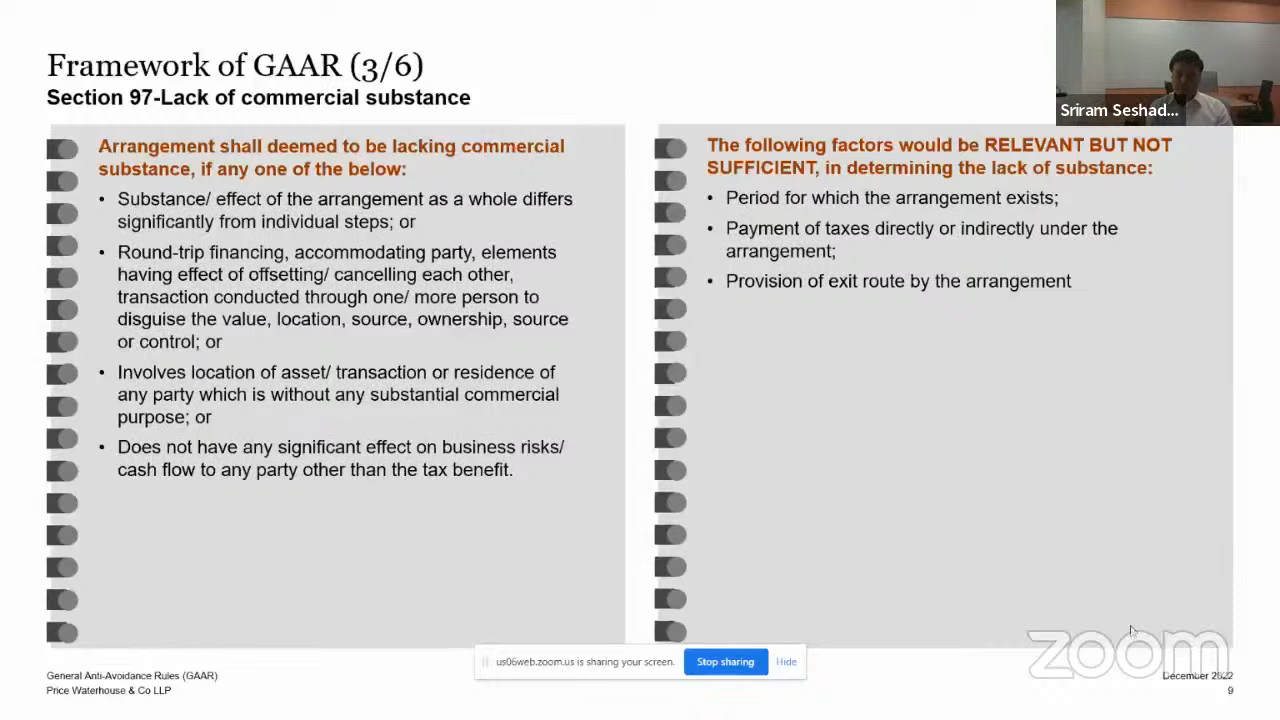 Framework of GAAR (3/6)
Section 97-Lack of commercial substance
Sriram Seshad...
Arrangement shall deemed to be lacking commercial
substance, if any one of the below:
• Substance/ effect of the arrangement as a whole differs
significantly from individual steps; or
• Round-trip financing, accommodating party, elements
having effect of offsetting/ cancelling each other,
transaction conducted through one/ more person to
disguise the value, location, source, ownership, source
or control; or
• Involves location of asset/ transaction or residence of
any party which is without any substantial commercial
purpose; or
• Does not have any significant effect on business risks/
cash flow to any party other than the tax benefit.
The following factors would be RELEVANT BUT NOT
SUFFICIENT, in determining the lack of substance:
• Period for which the arrangement exists;
• Payment of taxes directly or indirectly under the
arrangement;
• Provision of exit route by the arrangement
us06web.zoom.us is sharing your screen.
Stop sharing
Hide
zoom
General Anti-Avoidance Rules (GAAR)
Price Waterhouse & Co LLP
December 2022
9